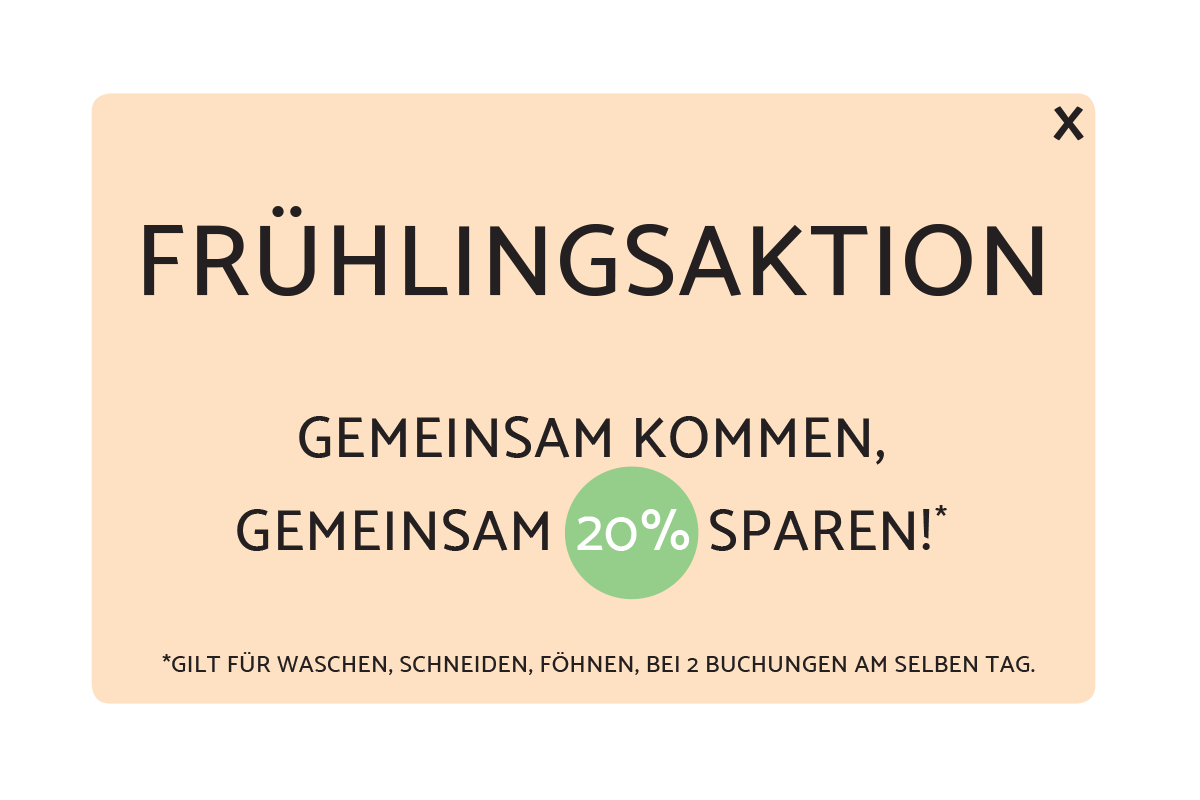 X
FRÜHLINGSAKTION
GEMEINSAM KOMMEN,
GEMEINSAM 20% SPAREN!*
*GILT FÜR WASCHEN, SCHNEIDEN, FÖHNEN, BEI 2 BUCHUNGEN AM SELBEN TAG.